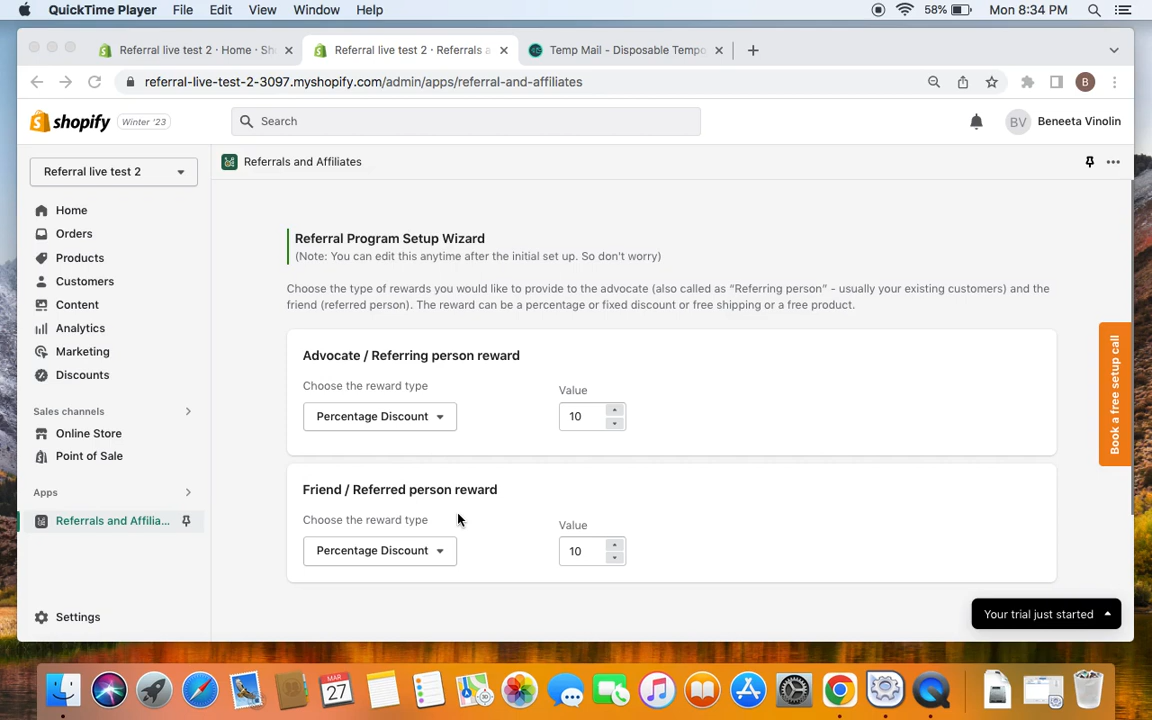 QuickTime Player File Edit View Window Help 58% Mon 8:34 PM
Referral live test 2 · Home · Sh Referral live test 2 · Referrals a Temp Mail - Disposable Tempo
referral-live-test-2-3097.myshopify.com/admin/apps/referral-and-affiliates B
shopify Winter '23 Search BV Beneeta Vinolin
Referral live test 2
Referrals and Affiliates
Home
Orders
Products
Customers
Content
Analytics
Marketing
Discounts
Sales channels
Online Store
Point of Sale
Apps
Referrals and Affilia...
Settings
Referral Program Setup Wizard
(Note: You can edit this anytime after the initial set up. So don't worry)
Choose the type of rewards you would like to provide to the advocate (also called as “Referring person” - usually your existing customers) and the
friend (referred person). The reward can be a percentage or fixed discount or free shipping or a free product.
Advocate / Referring person reward
Choose the reward type Value
Percentage Discount 10
Friend / Referred person reward
Choose the reward type Value
Percentage Discount 10
Book a free setup call
Your trial just started
MAR
27